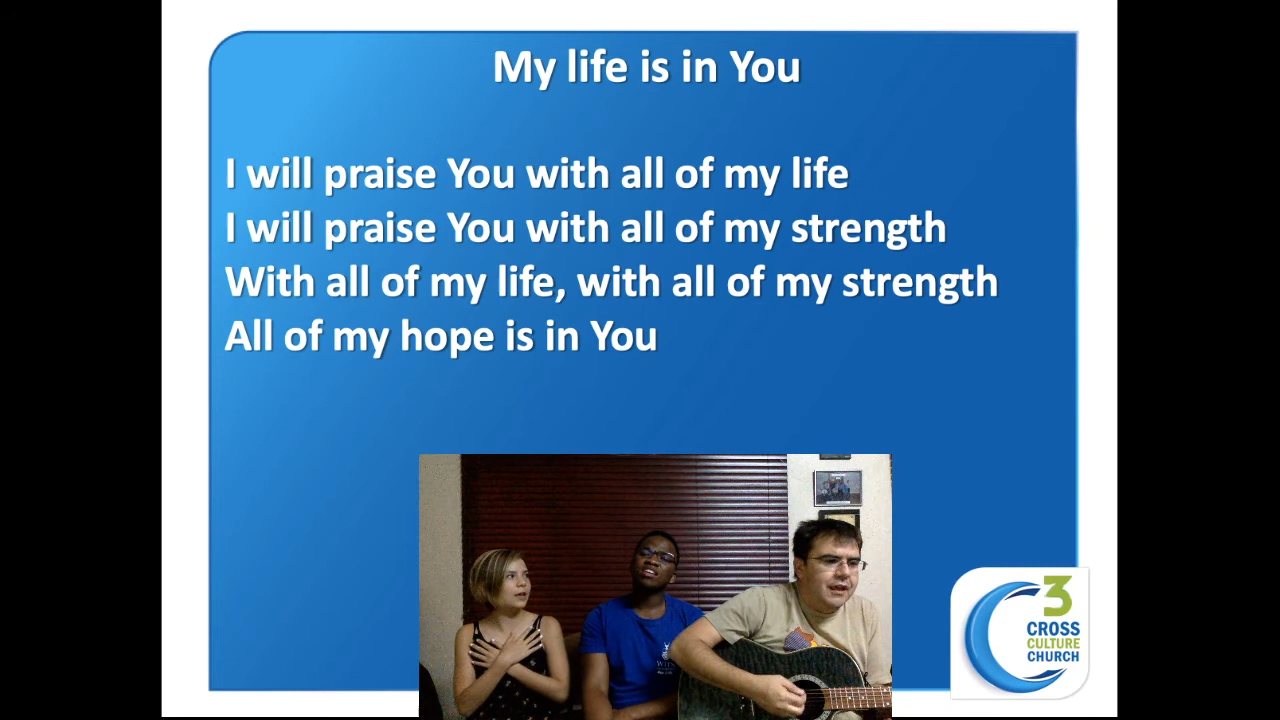 My life is in You
I will praise You with all of my life
I will praise You with all of my strength
With all of my life, with all of my strength
All of my hope is in You
3
CROSS
CULTURE
CHURCH